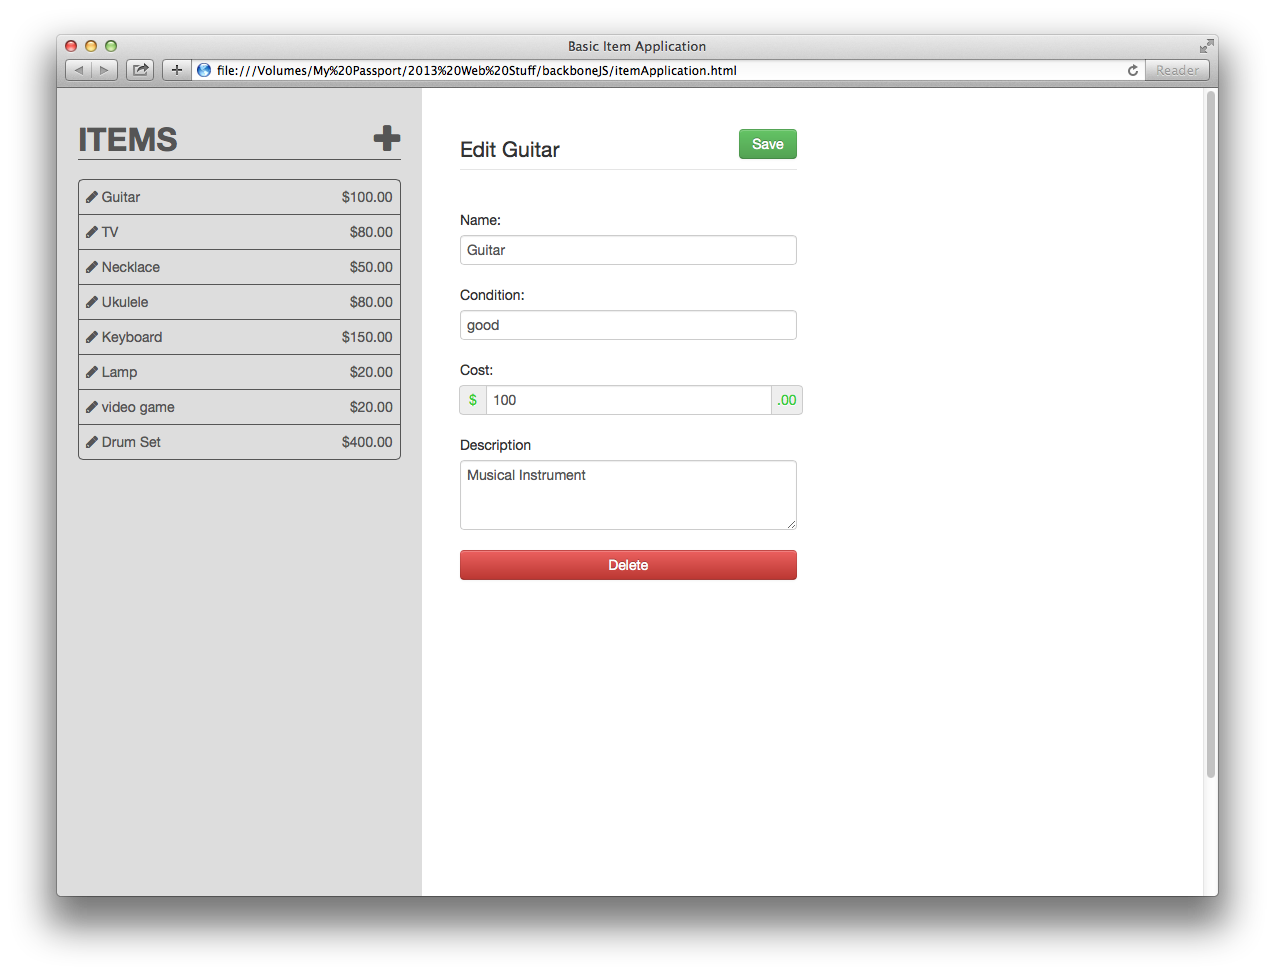 Basic Item Application
file:///Volumes/My%20Passport/2013%20Web%20Stuff/backboneJS/itemApplication.html
Reader
ITEMS
Guitar $100.00
TV $80.00
Necklace $50.00
Ukulele $80.00
Keyboard $150.00
Lamp $20.00
video game $20.00
Drum Set $400.00
Edit Guitar
Save
Name:
Guitar
Condition:
good
Cost:
$ 100 .00
Description
Musical Instrument
Delete